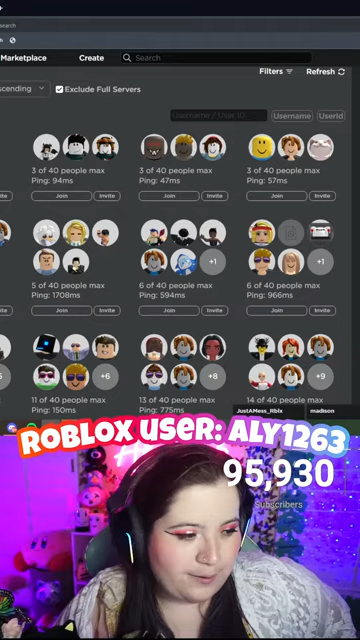 search
Marketplace
Create
Search
Filters
Refresh
scending
Exclude Full Servers
Username / User ID
Username
UserId
3 of 40 people max
3 of 40 people max
3 of 40 people max
Ping: 94ms
Ping: 47ms
Ping: 57ms
Join
Invite
Join
Invite
Join
Invite
+1
+1
5 of 40 people max
6 of 40 people max
6 of 40 people max
Ping: 1708ms
Ping: 594ms
Ping: 966ms
Join
Invite
Join
Invite
Join
Invite
+6
+8
+9
11 of 40 people max
13 of 40 people max
14 of 40 people max
Ping: 150ms
Ping: 775ms
JustAMess_Rblx
madison
ROBLOX USER: ALY1263
95,930
Subscribers